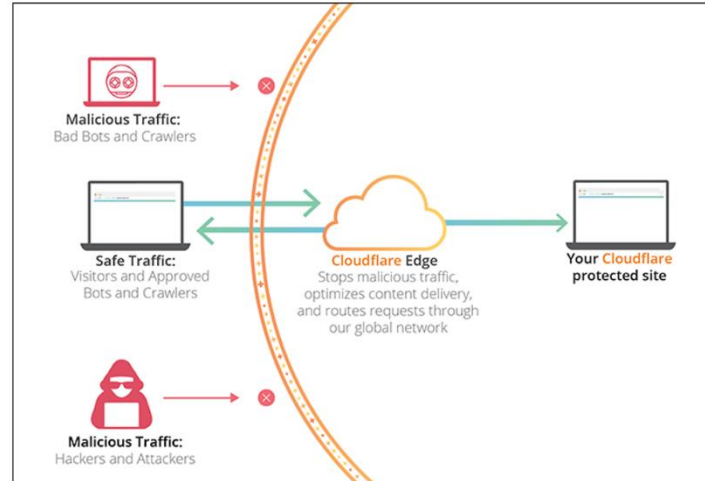 Malicious Traffic:
Bad Bots and Crawlers
Safe Traffic:
Visitors and Approved
Bots and Crawlers
Cloudflare Edge
Stops malicious traffic,
optimizes content delivery,
and routes requests through
our global network
Your Cloudflare
protected site
Malicious Traffic:
Hackers and Attackers